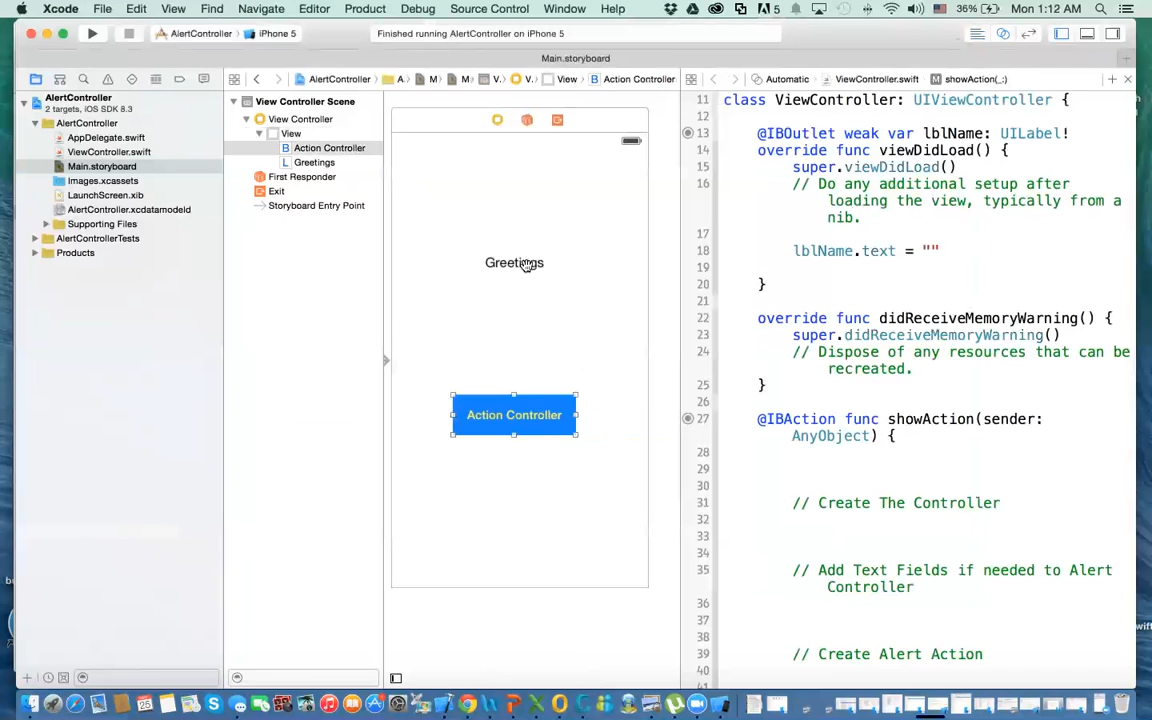 Xcode File Edit View Find Navigate Editor Product Debug Source Control Window Help 5 36% Mon 1:12 AM
AlertController iPhone 5
Finished running AlertController on iPhone 5
Main.storyboard
AlertController A... M M V... V... View B Action Controller
Automatic ViewController.swift M showAction(_:)
AlertController
2 targets, iOS SDK 8.3
AlertController
AppDelegate.swift
ViewController.swift
Main.storyboard
Images.xcassets
LaunchScreen.xib
AlertController.xcdatamodeld
Supporting Files
AlertControllerTests
Products
View Controller Scene
View Controller
View
B Action Controller
L Greetings
First Responder
Exit
Storyboard Entry Point
Greetings
Action Controller
11 class ViewController: UIViewController {
12
13 @IBOutlet weak var lblName: UILabel!
14 override func viewDidLoad() {
15 super.viewDidLoad()
16 // Do any additional setup after
loading the view, typically from a
nib.
17
18 lblName.text = ""
19
20 }
21
22 override func didReceiveMemoryWarning() {
23 super.didReceiveMemoryWarning()
24 // Dispose of any resources that can be
recreated.
25 }
26
27 @IBAction func showAction(sender:
AnyObject) {
28
29
30
31 // Create The Controller
32
33
34
35 // Add Text Fields if needed to Alert
Controller
36
37
38
39 // Create Alert Action
40